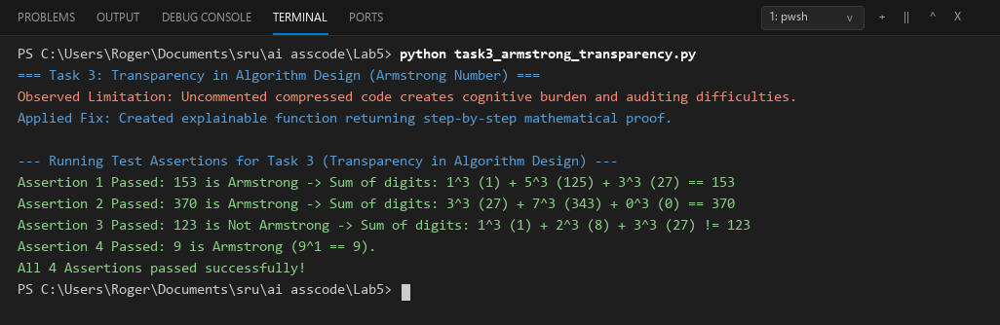 PROBLEMS OUTPUT DEBUG CONSOLE TERMINAL PORTS 1: pwsh v + || ^ X
PS C:\Users\Roger\Documents\sru\ai asscode\Lab5> python task3_armstrong_transparency.py
=== Task 3: Transparency in Algorithm Design (Armstrong Number) ===
Observed Limitation: Uncommented compressed code creates cognitive burden and auditing difficulties.
Applied Fix: Created explainable function returning step-by-step mathematical proof.
--- Running Test Assertions for Task 3 (Transparency in Algorithm Design) ---
Assertion 1 Passed: 153 is Armstrong -> Sum of digits: 1^3 (1) + 5^3 (125) + 3^3 (27) == 153
Assertion 2 Passed: 370 is Armstrong -> Sum of digits: 3^3 (27) + 7^3 (343) + 0^3 (0) == 370
Assertion 3 Passed: 123 is Not Armstrong -> Sum of digits: 1^3 (1) + 2^3 (8) + 3^3 (27) != 123
Assertion 4 Passed: 9 is Armstrong (9^1 == 9).
All 4 Assertions passed successfully!
PS C:\Users\Roger\Documents\sru\ai asscode\Lab5>